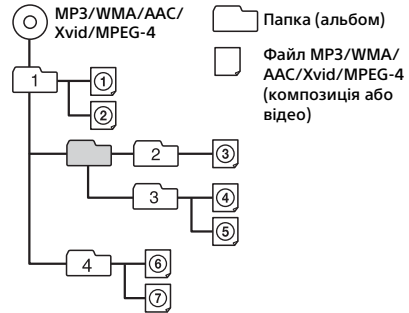 MP3/WMA/AAC/
Xvid/MPEG-4
Папка (альбом)
Файл MP3/WMA/
AAC/Xvid/MPEG-4
(композиція або
відео)
1
①
②
2
③
3
④
⑤
4
⑥
⑦